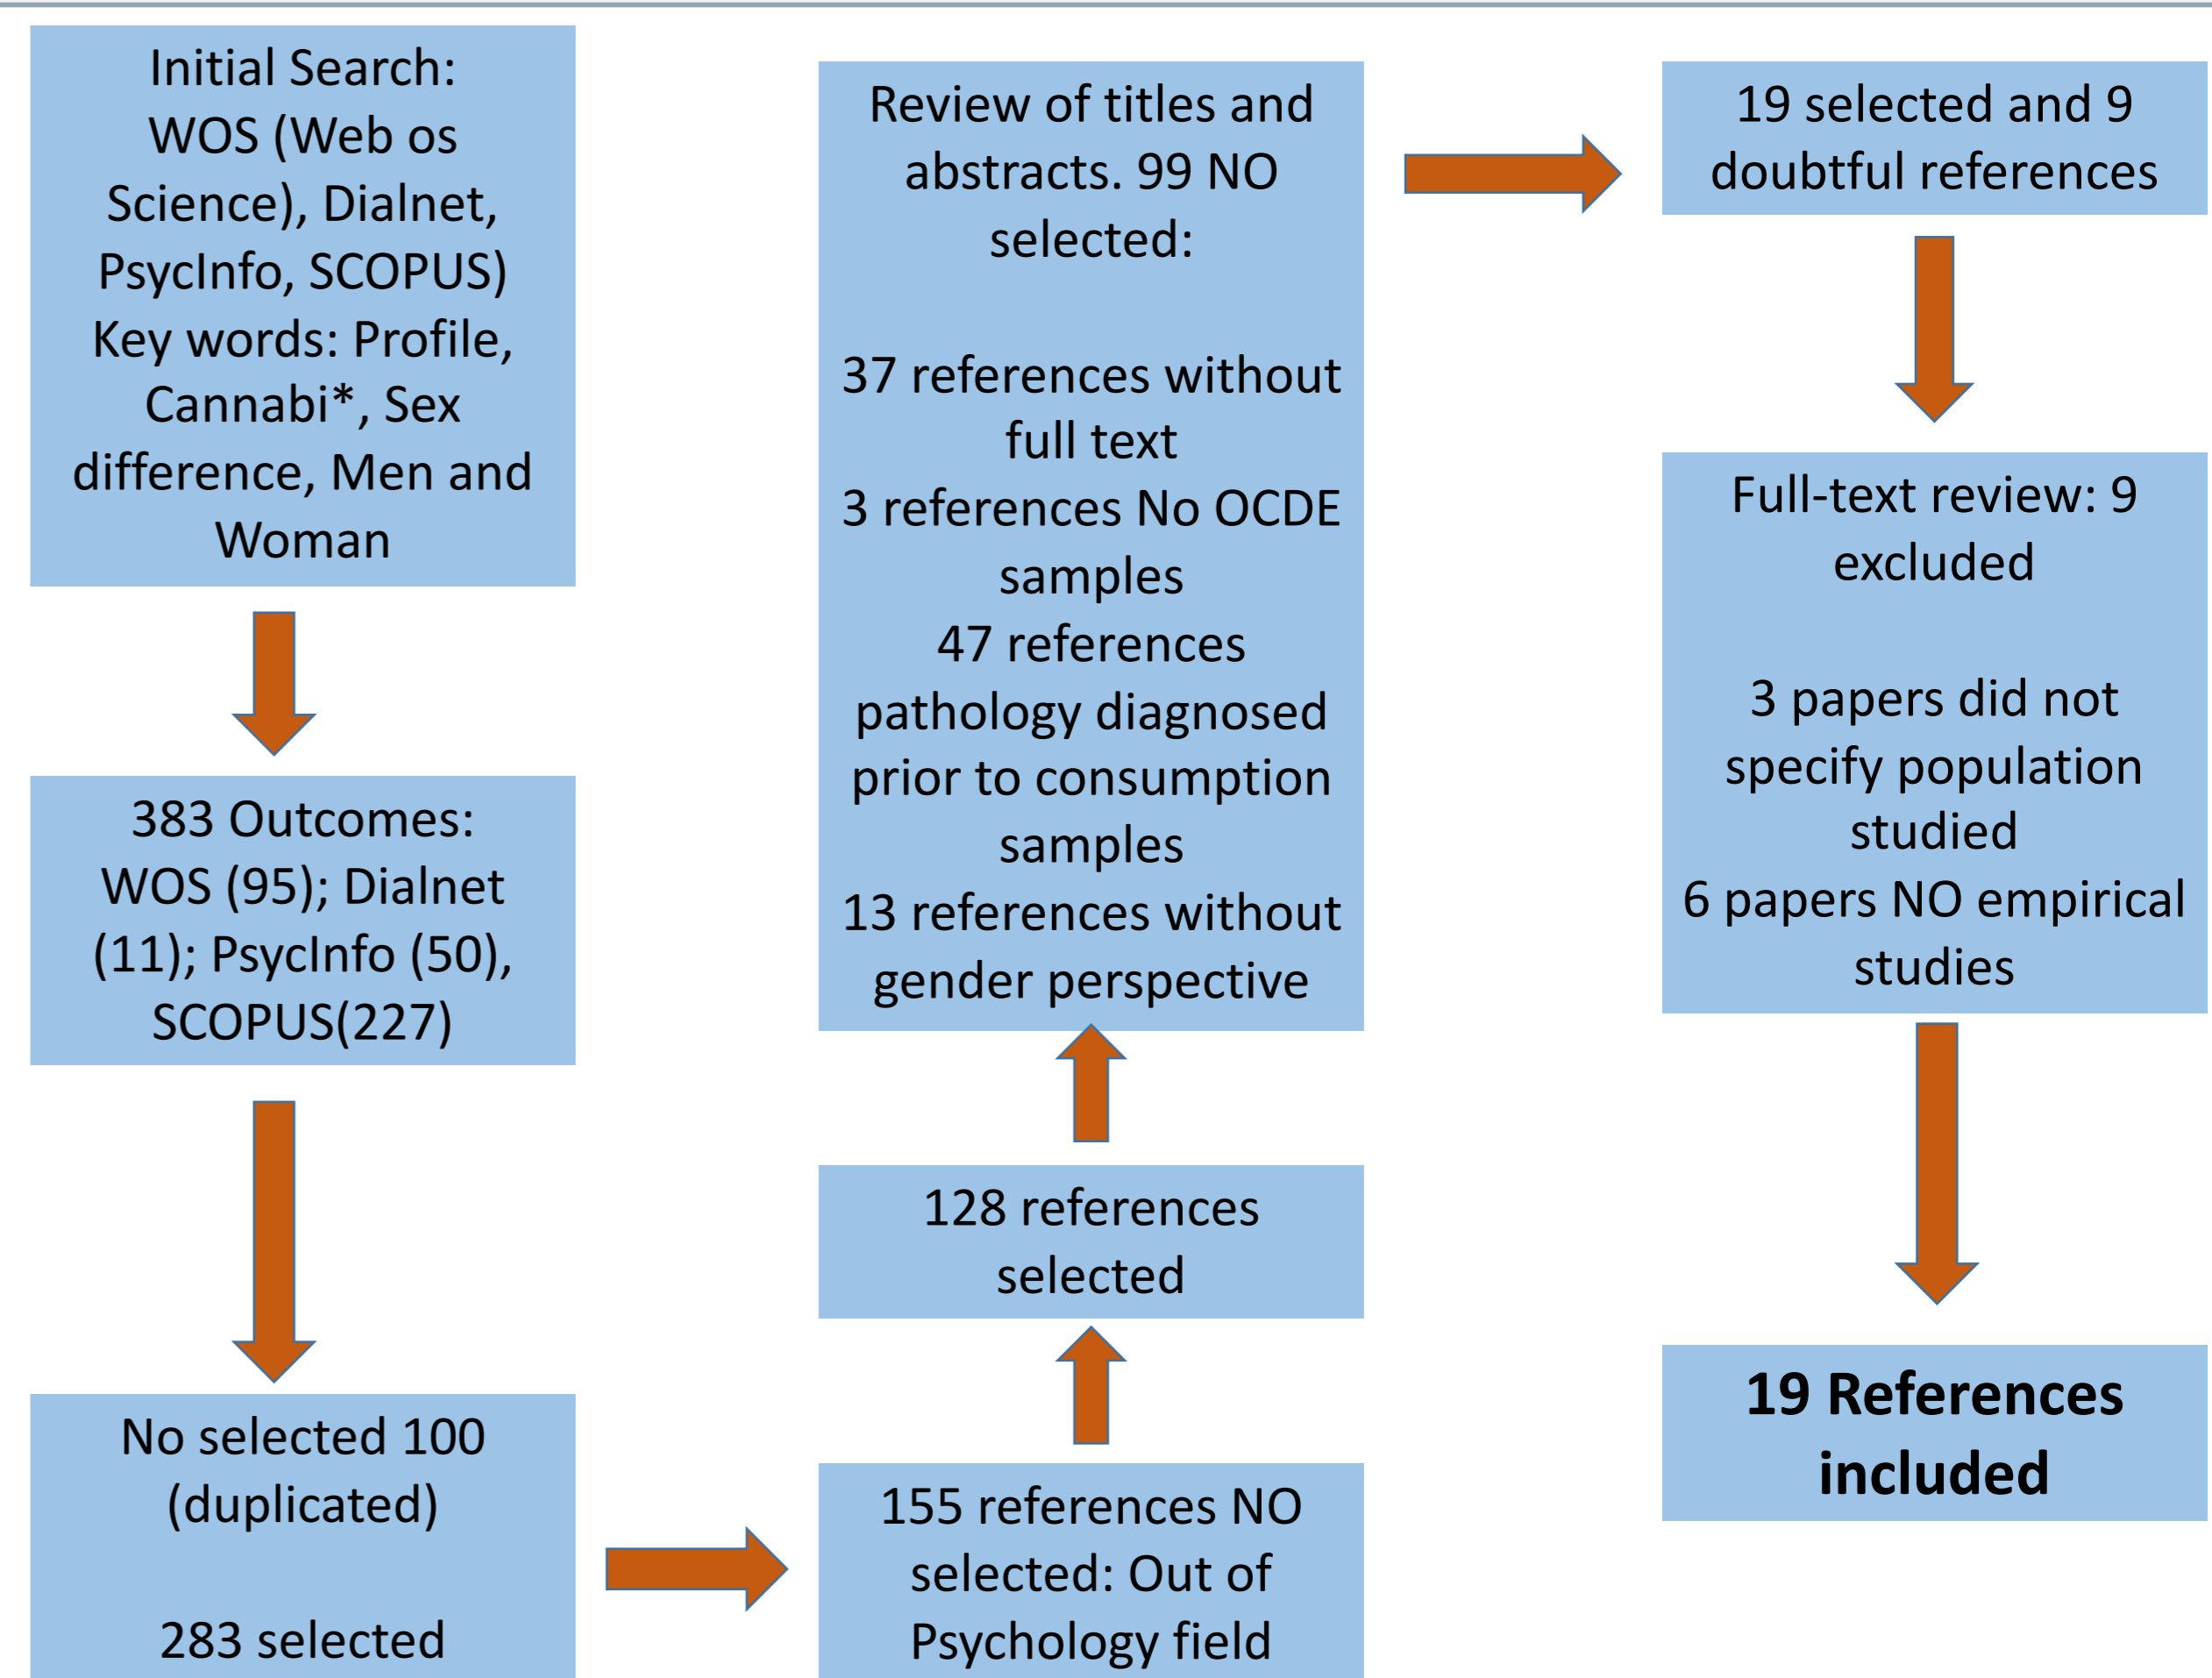 Initial Search:
WOS (Web os
Science), Dialnet,
PsycInfo, SCOPUS)
Key words: Profile,
Cannabi*, Sex
difference, Men and
Woman
383 Outcomes:
WOS (95); Dialnet
(11); PsycInfo (50),
SCOPUS(227)
No selected 100
(duplicated)
283 selected
155 references NO
selected: Out of
Psychology field
128 references
selected
Review of titles and
abstracts. 99 NO
selected:
37 references without
full text
3 references No OCDE
samples
47 references
pathology diagnosed
prior to consumption
samples
13 references without
gender perspective
19 selected and 9
doubtful references
Full-text review: 9
excluded
3 papers did not
specify population
studied
6 papers NO empirical
studies
19 References
included